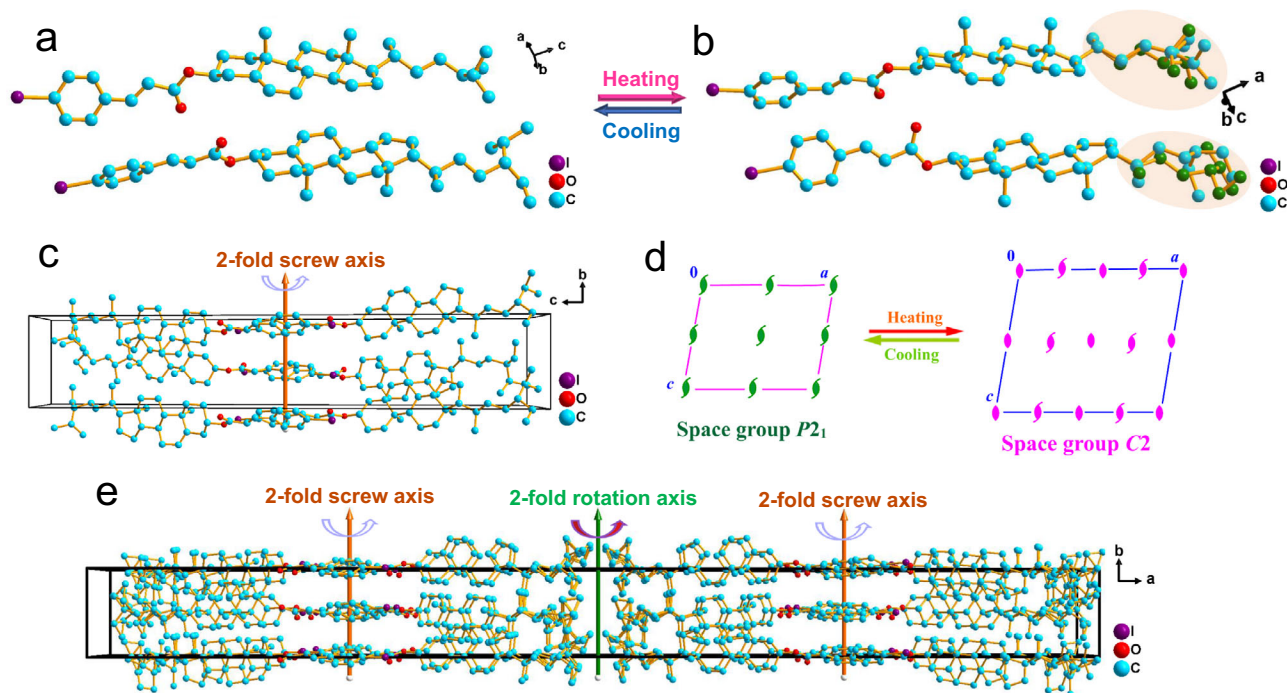 a
a
c
b
I
O
C
Heating
Cooling
b
a
b
c
I
O
C
c
2-fold screw axis
b
c
I
O
C
d
0
a
c
Space group P2₁
Heating
Cooling
0
a
c
Space group C2
e
2-fold screw axis
2-fold rotation axis
2-fold screw axis
b
a
I
O
C